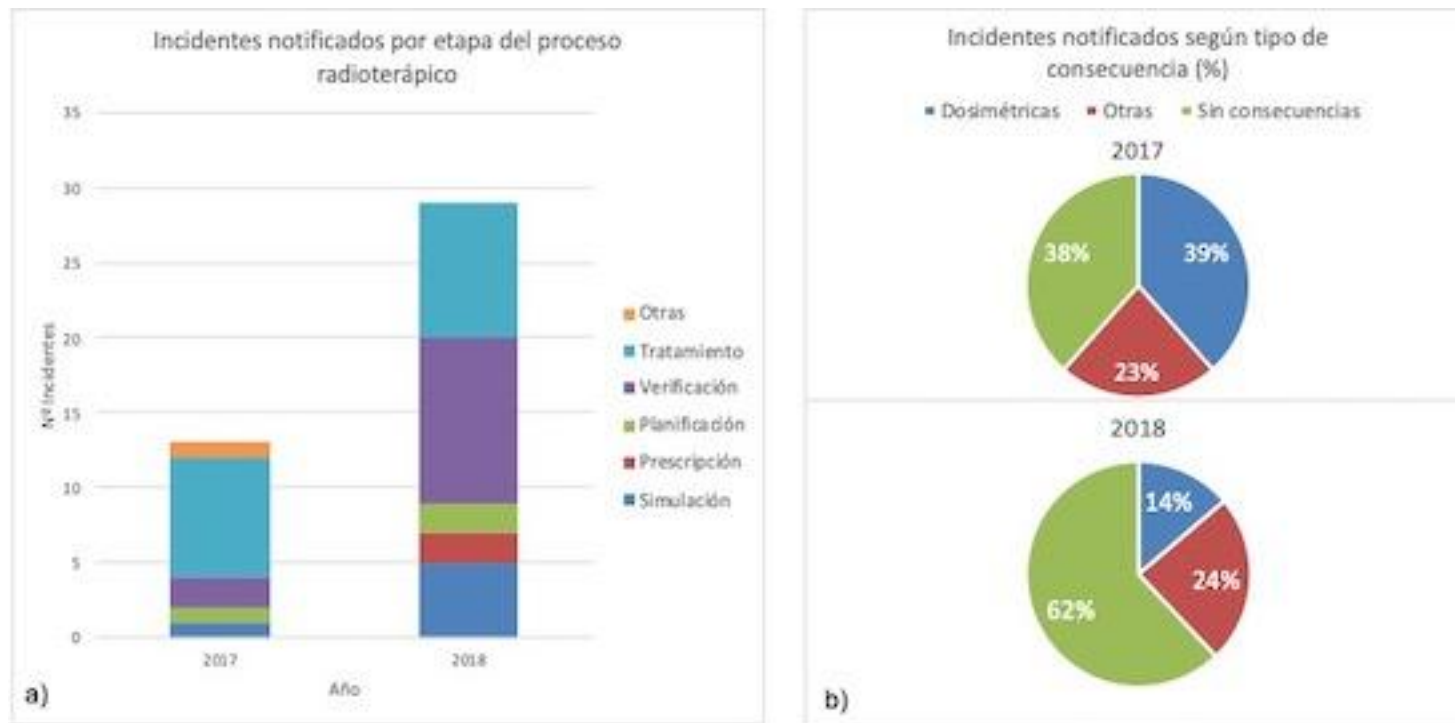 Incidentes notificados por etapa del proceso
radioterápico
35
30
25
20
15
10
5
0
Nº Incidentes
2017
2018
Año
Otras
Tratamiento
Verificación
Planificación
Prescripción
Simulación
a)
Incidentes notificados según tipo de
consecuencia (%)
Dosimétricas Otras Sin consecuencias
2017
38%
39%
23%
2018
14%
24%
62%
b)